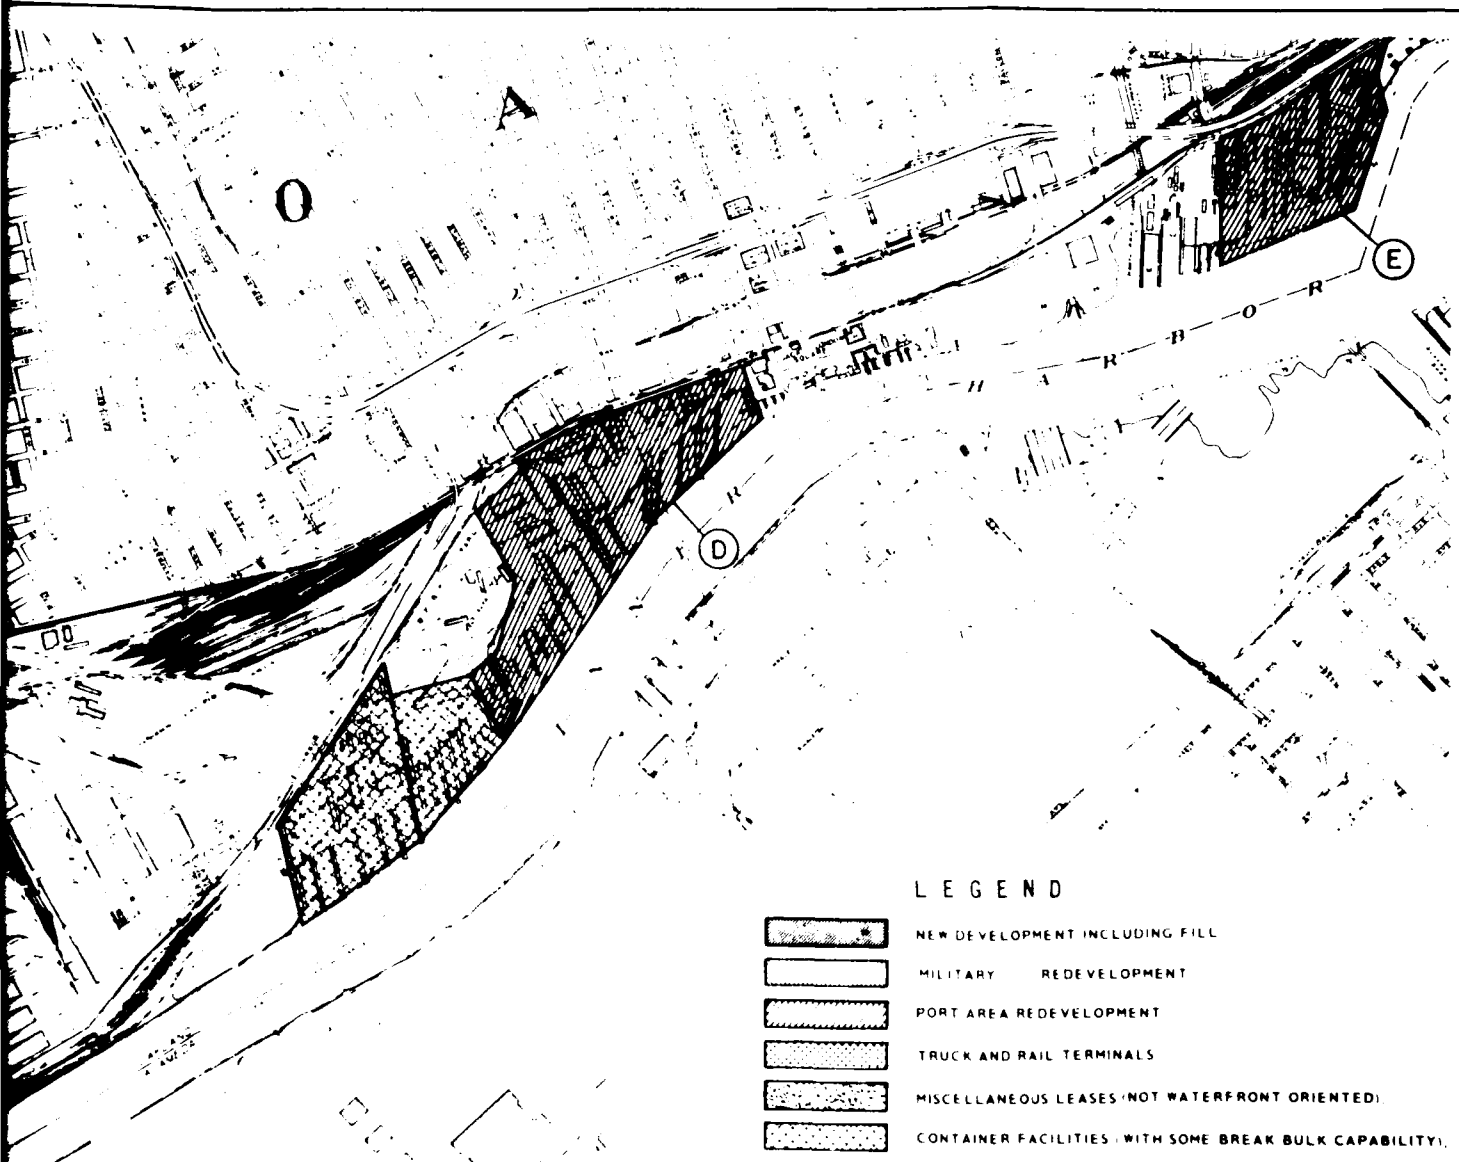 A
O
E
H A R B O R
R
D
LEGEND
NEW DEVELOPMENT INCLUDING FILL
MILITARY REDEVELOPMENT
PORT AREA REDEVELOPMENT
TRUCK AND RAIL TERMINALS
MISCELLANEOUS LEASES (NOT WATERFRONT ORIENTED).
CONTAINER FACILITIES (WITH SOME BREAK BULK CAPABILITY).